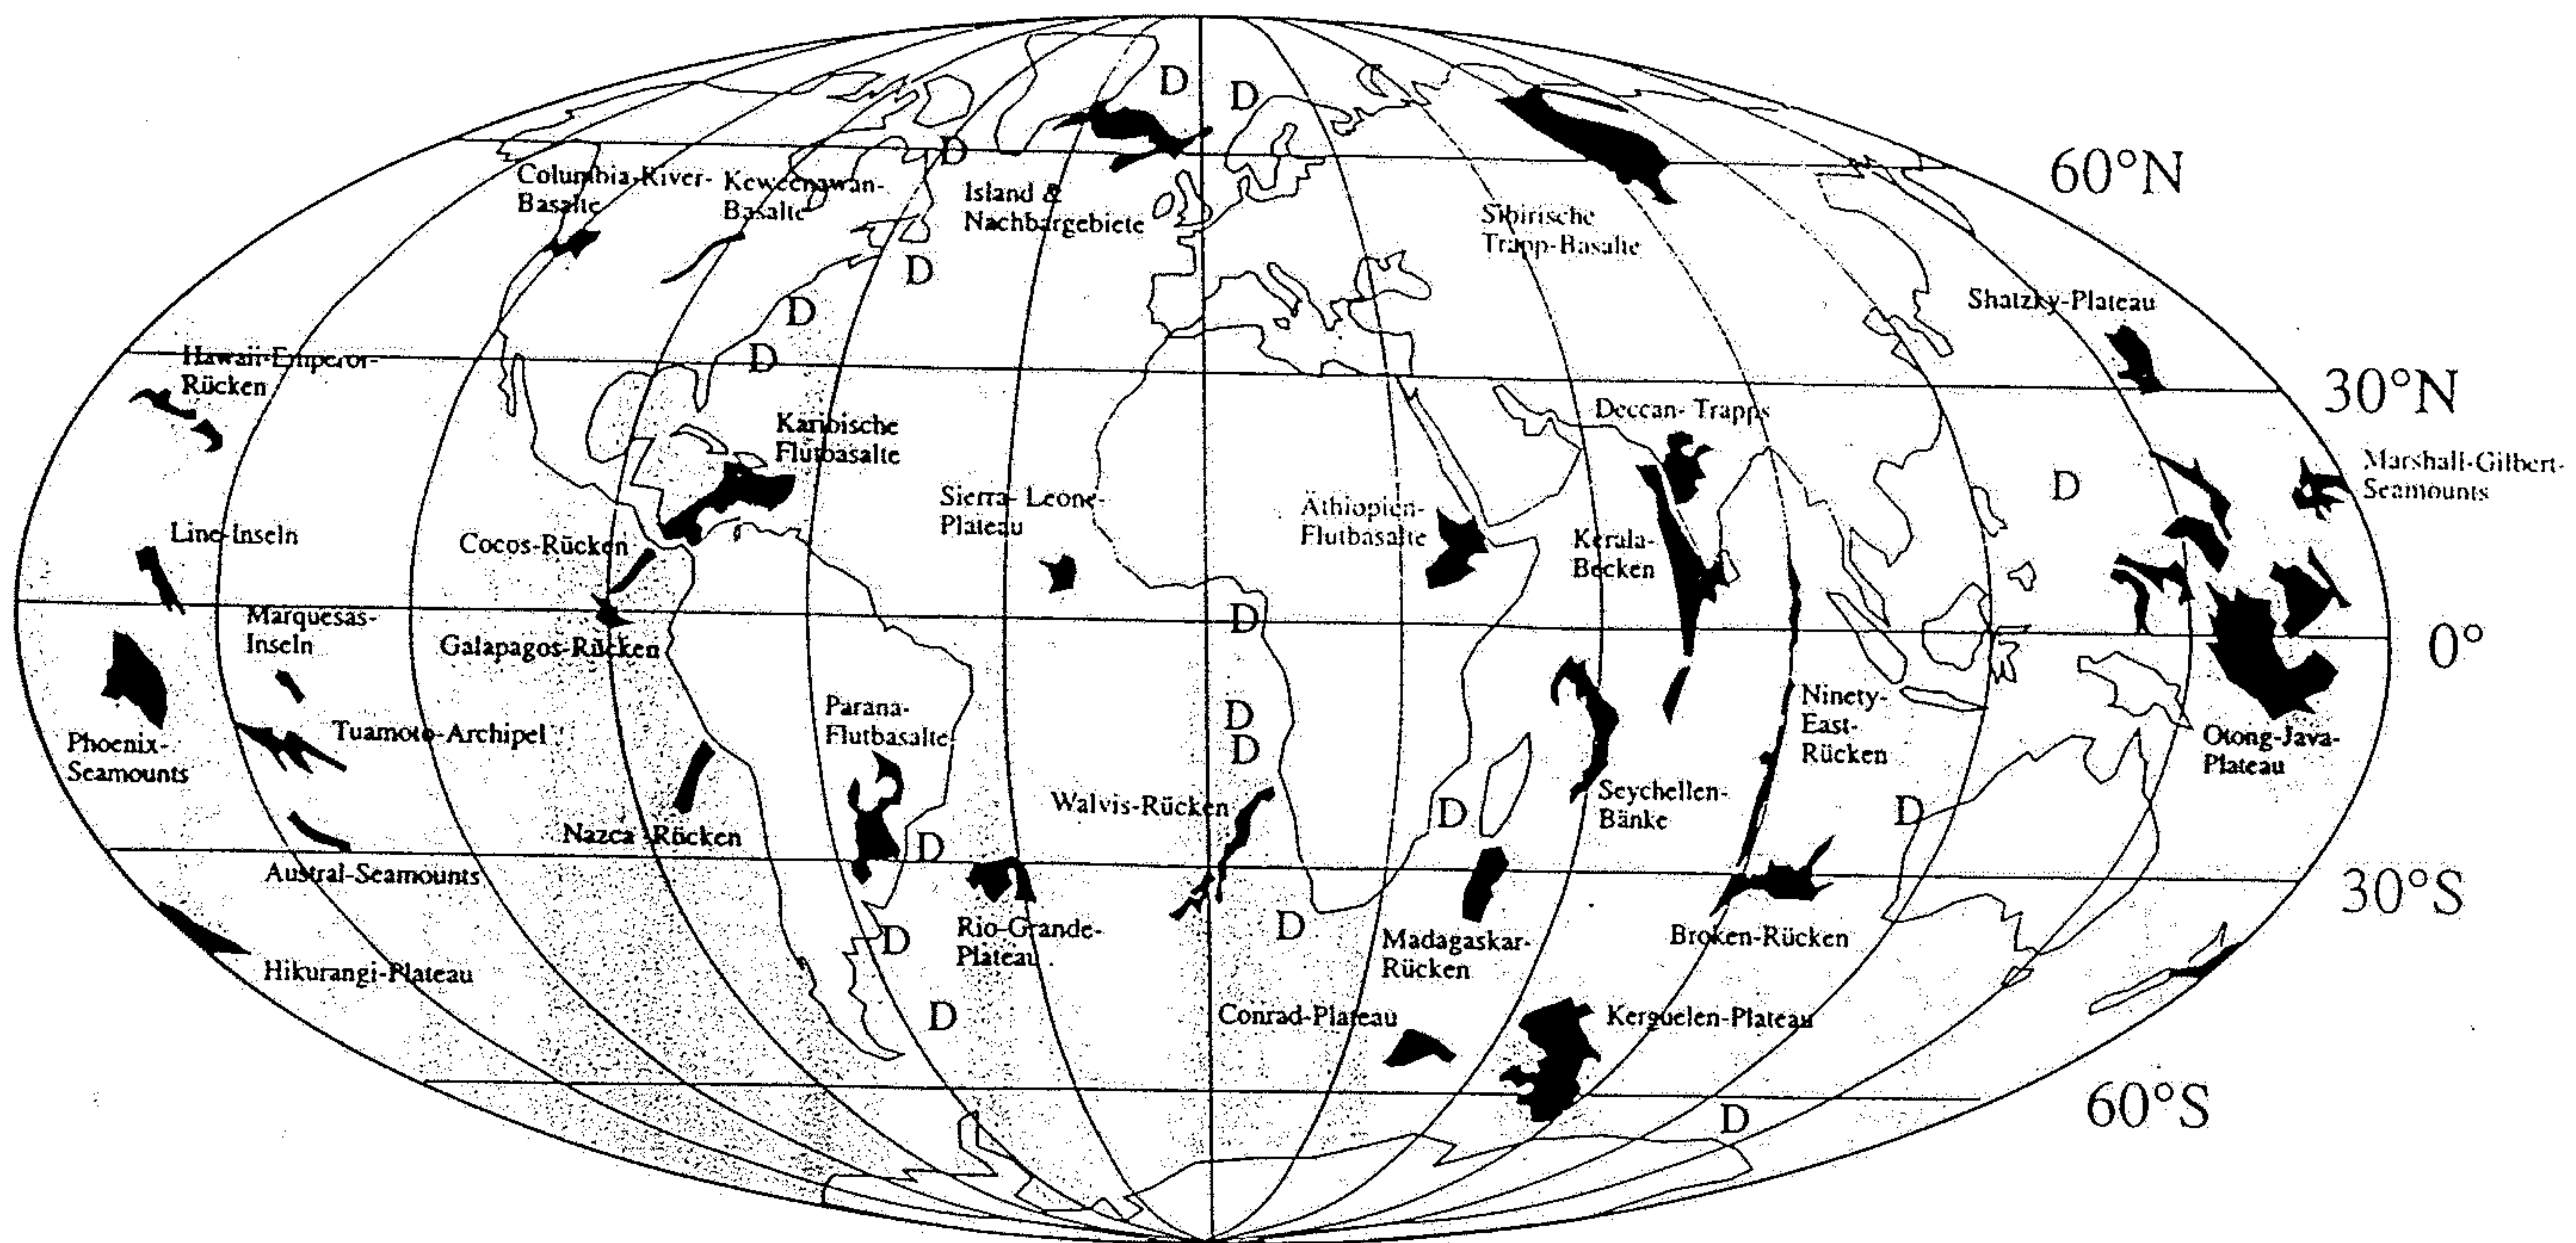 D
D
D
60°N
Columbia-River-
Basalte
Keweenawan-
Basalte
Island &
Nachbargebiete
Sibirische
Trapp-Basalte
D
D
D
Shatzky-Plateau
Hawaii-Emperor-
Rücken
30°N
Deccan- Trapps
Karibische
Flutbasalte
Marshall-Gilbert-
Seamounts
D
Sierra- Leone-
Plateau
Äthiopien-
Flutbasalte
Line-Inseln
Cocos-Rücken
Kerala-
Becken
Marquesas-
Inseln
Galapagos-Rücken
D
0°
Parana-
Flutbasalte
D
D
Ninety-
East-
Rücken
Phoenix-
Seamounts
Tuamoto-Archipel
Otong-Java-
Plateau
Walvis-Rücken
D
Seychellen-
Bänke
D
Nazca -Rücken
D
Austral-Seamounts
30°S
D
Rio-Grande-
Plateau
D
Madagaskar-
Rücken
Broken-Rücken
Hikurangi-Plateau
D
Conrad-Plateau
Kerguelen-Plateau
D
60°S